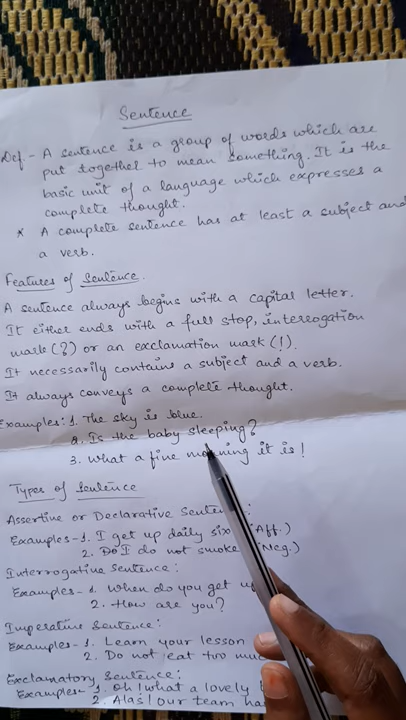 Sentence
Def - A sentence is a group of words which are
put together to mean something. It is the
basic unit of a language which expresses a
complete thought.
* A complete sentence has at least a subject and
a verb.
Features of Sentence
A sentence always begins with a capital letter.
It either ends with a full stop, interrogation
mark (?) or an exclamation mark (!).
It necessarily contains a subject and a verb.
It always conveys a complete thought.
Examples: 1. The sky is blue.
2. Is the baby sleeping?
3. What a fine morning it is!
Types of Sentence
Assertive or Declarative Sentence:
Examples - 1. I get up daily six (Aff.)
2. I do not smoke (Neg.)
Interrogative Sentence:
Examples - 1. When do you get up
2. How are you?
Imperative Sentence:
Examples - 1. Learn your lesson
2. Do not eat too much
Exclamatory Sentence:
Examples - 1. Oh! what a lovely
2. Alas! Our team has